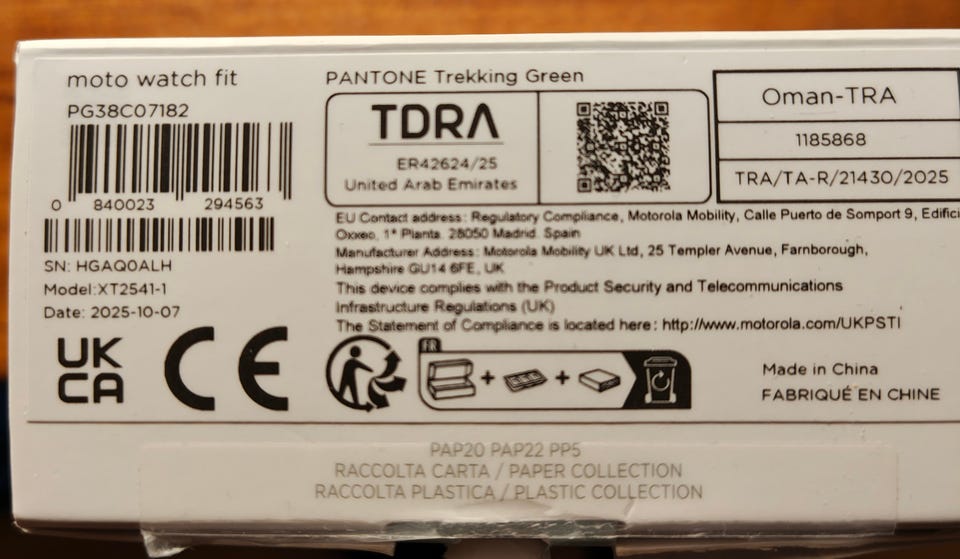 moto watch fit
PG38C07182
0 840023 294563
SN: HGAQ0ALH
Model:XT2541-1
Date: 2025-10-07
PANTONE Trekking Green
TDRA
ER42624/25
United Arab Emirates
Oman-TRA
1185868
TRA/TA-R/21430/2025
EU Contact address: Regulatory Compliance, Motorola Mobility, Calle Puerto de Somport 9, Edifici
Oxxeo, 1ª Planta. 28050 Madrid. Spain
Manufacturer Address: Motorola Mobility UK Ltd, 25 Templer Avenue, Farnborough,
Hampshire GU14 6FE, UK
This device complies with the Product Security and Telecommunications
Infrastructure Regulations (UK)
The Statement of Compliance is located here: http://www.motorola.com/UKPSTI
UK
CA
CE
FR
+ +
Made in China
FABRIQUÉ EN CHINE
PAP20 PAP22 PP5
RACCOLTA CARTA / PAPER COLLECTION
RACCOLTA PLASTICA / PLASTIC COLLECTION